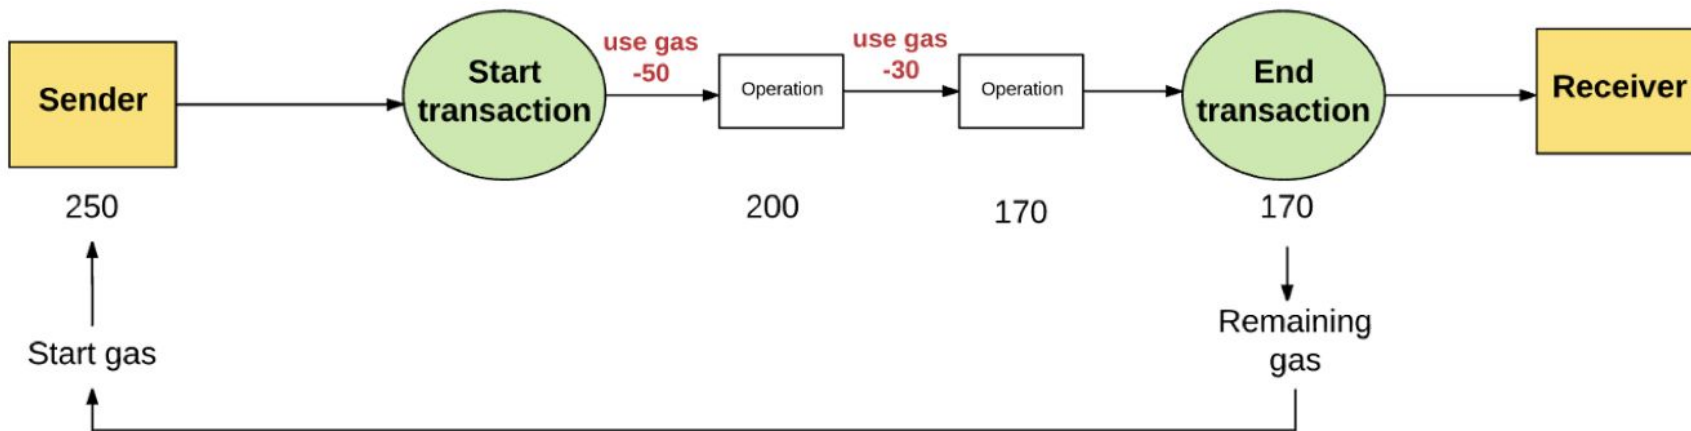 Sender
Start
transaction
use gas
-50
Operation
use gas
-30
Operation
End
transaction
Receiver
250
200
170
170
Start gas
Remaining
gas